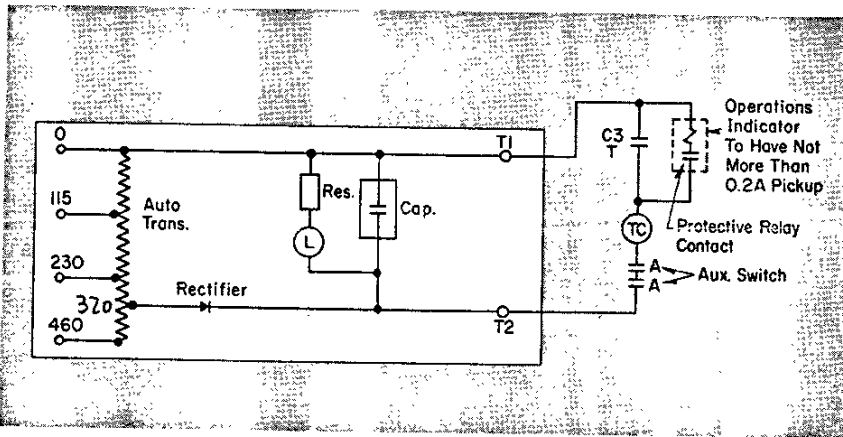 0
115
Auto
Trans.
230
320
460
Rectifier
Res.
L
Cap.
T1
T2
C3
T
TC
A
A
Aux. Switch
Protective Relay
Contact
Operations
Indicator
To Have Not
More Than
0.2A Pickup